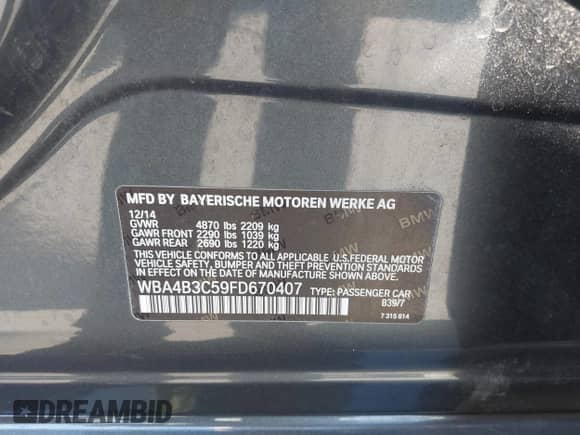 MFD BY BAYERISCHE MOTOREN WERKE AG
12/14
GVWR 4870 lbs 2209 kg
GAWR FRONT 2290 lbs 1039 kg
GAWR REAR 2690 lbs 1220 kg
THIS VEHICLE CONFORMS TO ALL APPLICABLE U.S.FEDERAL MOTOR
VEHICLE SAFETY, BUMPER AND THEFT PREVENTION STANDARDS
IN EFFECT ON THE DATE OF MANUFACTURE SHOWN ABOVE.
WBA4B3C59FD670407 TYPE: PASSENGER CAR
B39/7
7 315 814
BMW
BMW
BMW
DREAMBID